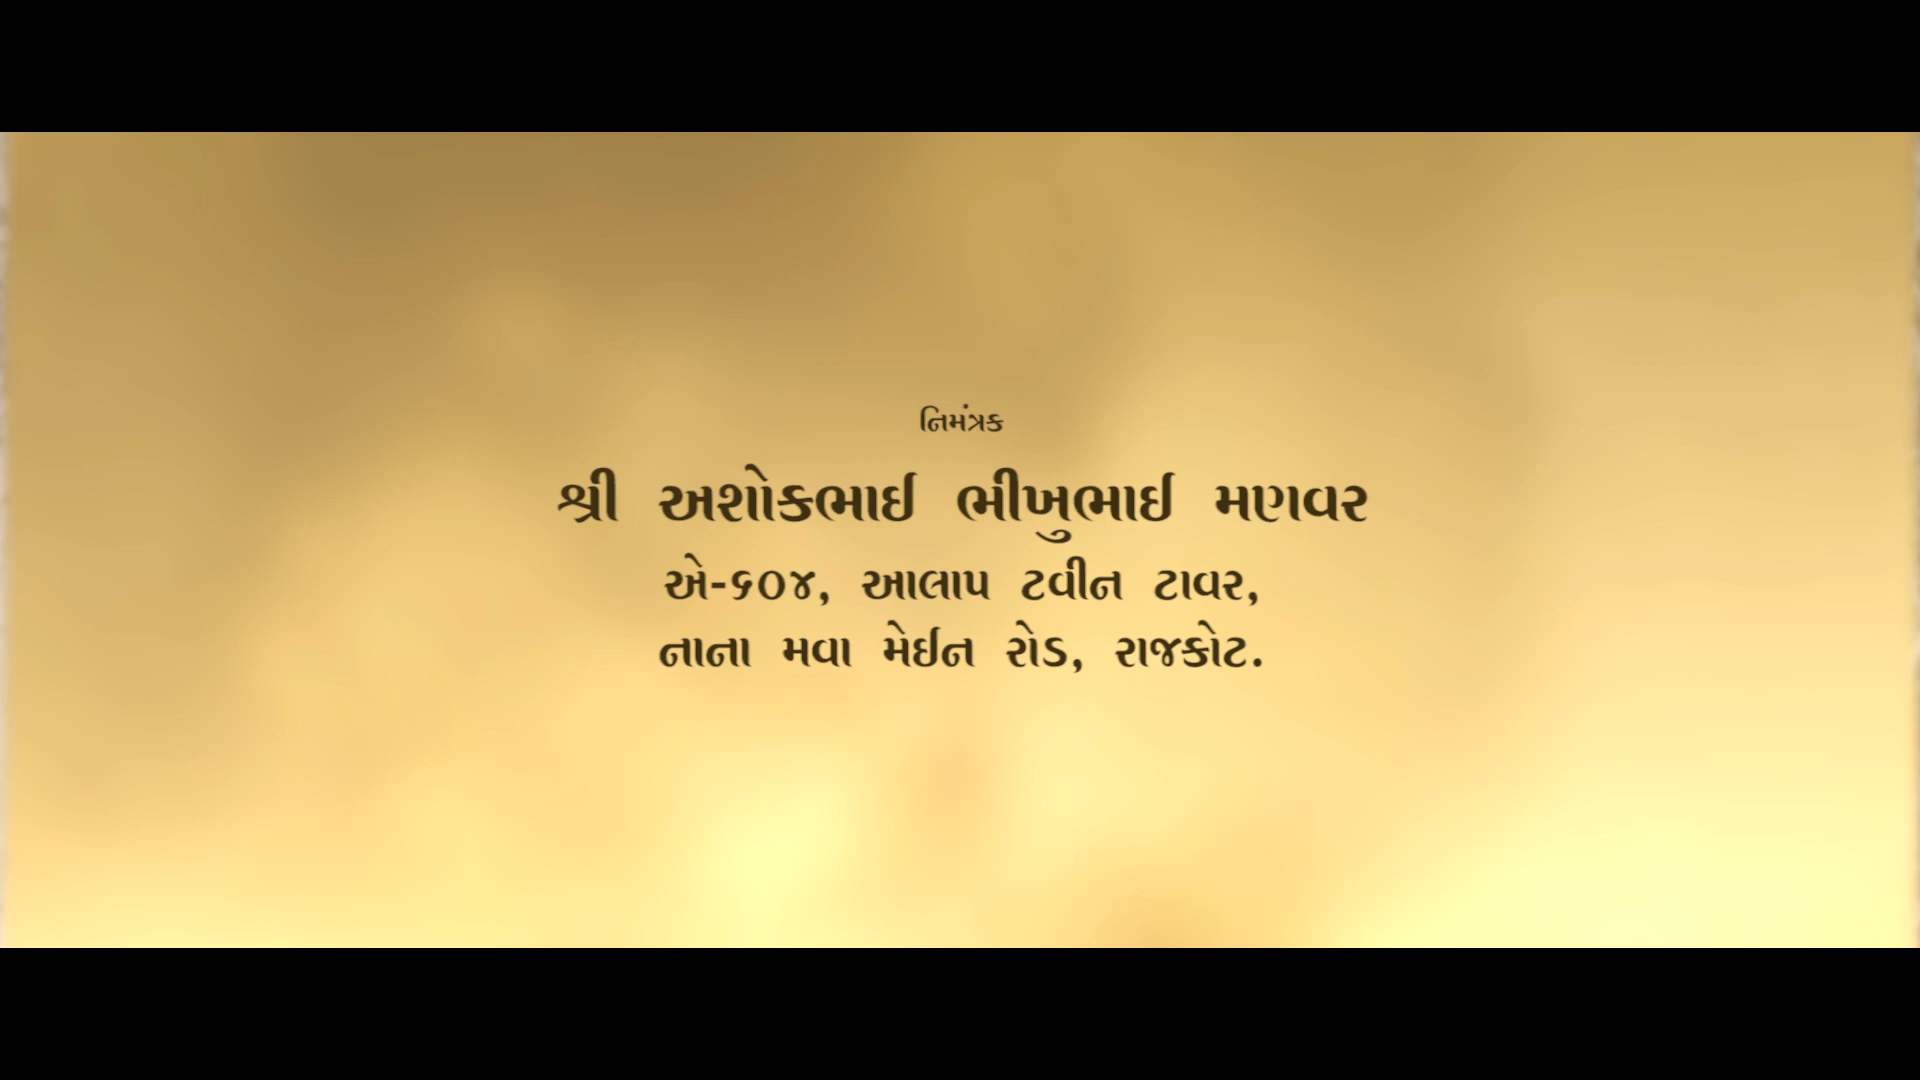 નિમંત્રક
શ્રી અશોકભાઈ ભીખુભાઈ મણવર
એ-૬૦૪, આલાપ ટવીન ટાવર,
નાના મવા મેઈન રોડ, રાજકોટ.